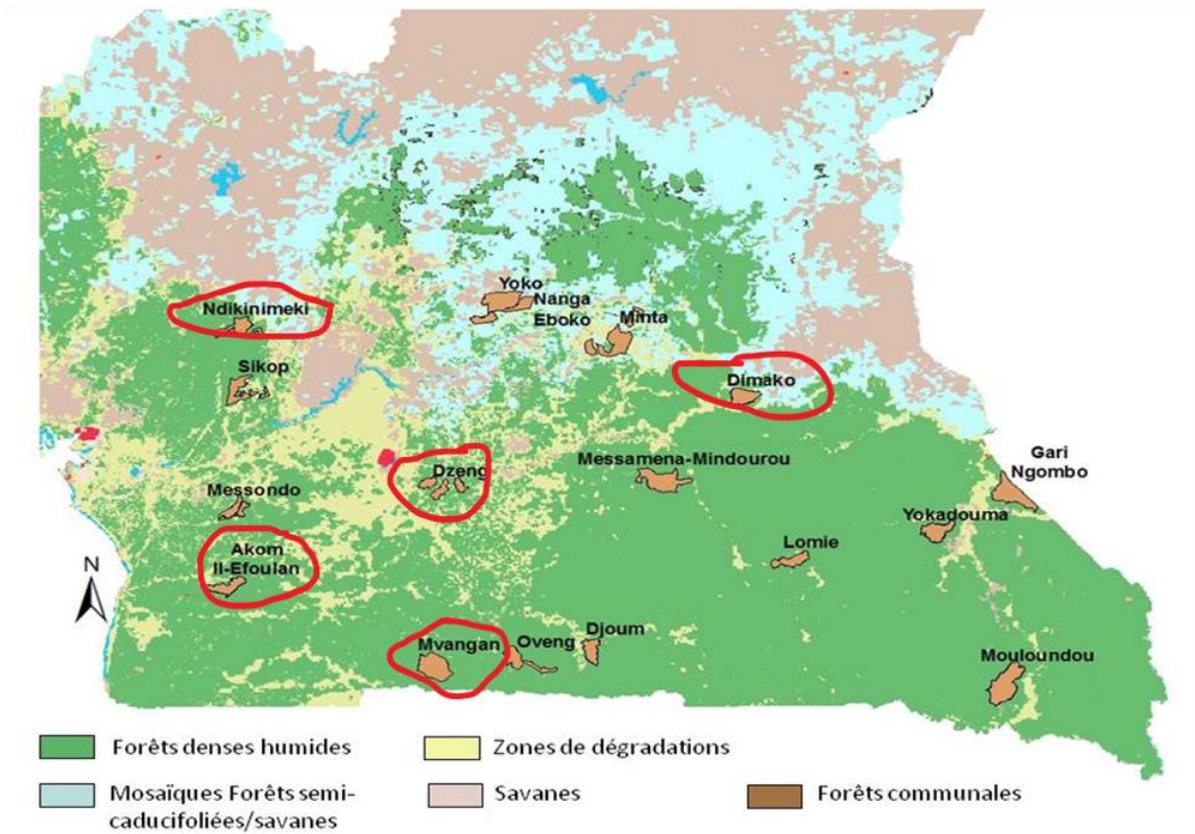 Yoko
Nanga
Eboko
Minta
Ndikinimeki
Sikop
Dimako
Dzeng
Messamena-Mindourou
Gari
Ngombo
Messondo
Yokadouma
Akom
II-Efoulan
Lomie
N
Mvangan
Oveng
Djoum
Mouloundou
Forêts denses humides
Zones de dégradations
Mosaïques Forêts semi-
caducifoliées/savanes
Savanes
Forêts communales